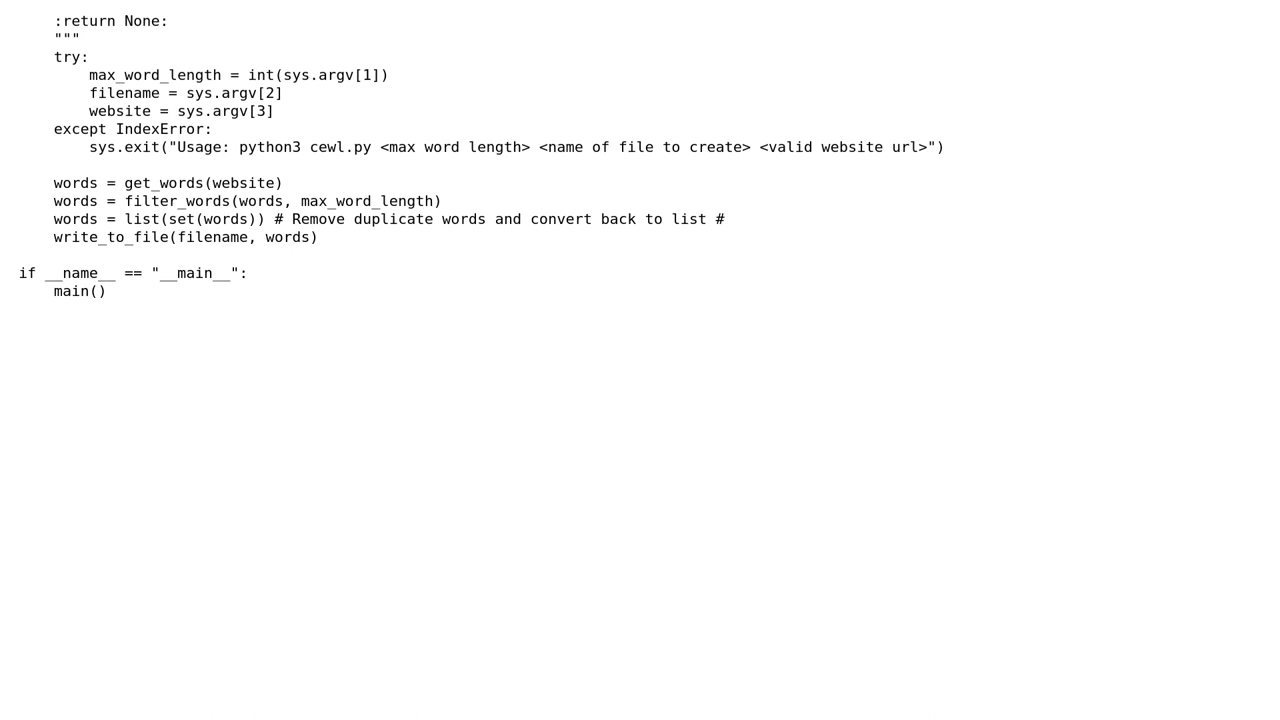 :return None:
    """
    try:
        max_word_length = int(sys.argv[1])
        filename = sys.argv[2]
        website = sys.argv[3]
    except IndexError:
        sys.exit("Usage: python3 cewl.py <max word length> <name of file to create> <valid website url>")

    words = get_words(website)
    words = filter_words(words, max_word_length)
    words = list(set(words)) # Remove duplicate words and convert back to list #
    write_to_file(filename, words)

if __name__ == "__main__":
    main()